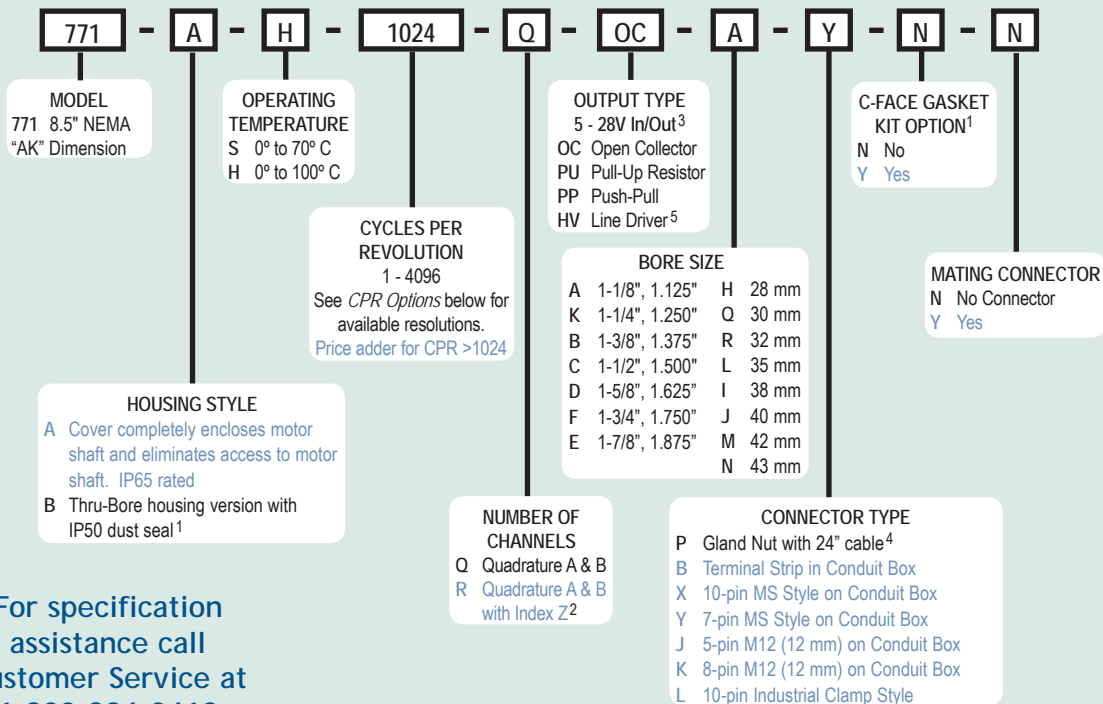 771 - A - H - 1024 - Q - OC - A - Y - N - N
MODEL
771 8.5" NEMA
“AK” Dimension
OPERATING
TEMPERATURE
S 0º to 70º C
H 0º to 100º C
OUTPUT TYPE
5 - 28V In/Out3
OC Open Collector
PU Pull-Up Resistor
PP Push-Pull
HV Line Driver5
C-FACE GASKET
KIT OPTION1
N No
Y Yes
CYCLES PER
REVOLUTION
1 - 4096
See CPR Options below for
available resolutions.
Price adder for CPR >1024
BORE SIZE
A 1-1/8", 1.125" H 28 mm
K 1-1/4", 1.250" Q 30 mm
B 1-3/8", 1.375" R 32 mm
C 1-1/2", 1.500" L 35 mm
D 1-5/8”, 1.625” I 38 mm
F 1-3/4”, 1.750” J 40 mm
E 1-7/8”, 1.875” M 42 mm
N 43 mm
MATING CONNECTOR
N No Connector
Y Yes
HOUSING STYLE
A Cover completely encloses motor
shaft and eliminates access to motor
shaft. IP65 rated
B Thru-Bore housing version with
IP50 dust seal1
NUMBER OF
CHANNELS
Q Quadrature A & B
R Quadrature A & B
with Index Z2
CONNECTOR TYPE
P Gland Nut with 24” cable4
B Terminal Strip in Conduit Box
X 10-pin MS Style on Conduit Box
Y 7-pin MS Style on Conduit Box
J 5-pin M12 (12 mm) on Conduit Box
K 8-pin M12 (12 mm) on Conduit Box
L 10-pin Industrial Clamp Style
For specification
assistance call
ustomer Service at